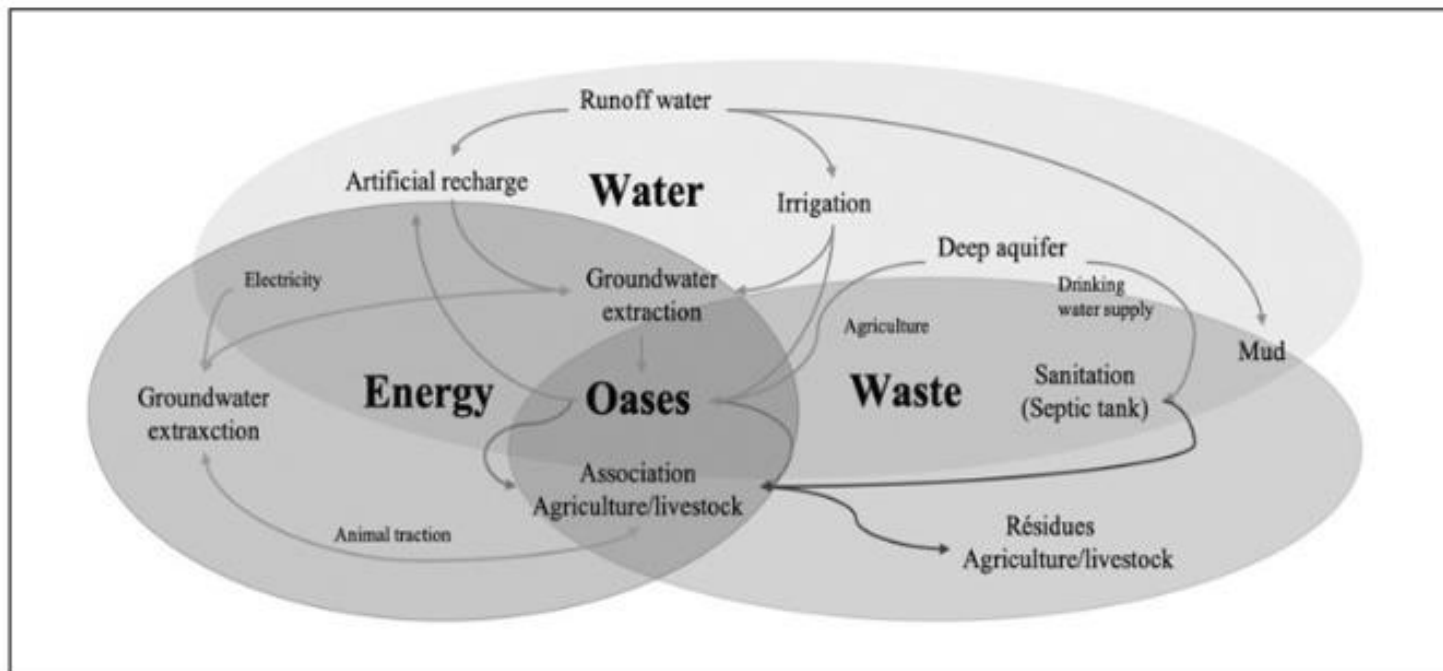 Runoff water
Artificial recharge
Water
Irrigation
Deep aquifer
Electricity
Groundwater
extraction
Drinking
water supply
Agriculture
Mud
Energy
Oases
Waste
Sanitation
(Septic tank)
Groundwater
extraxction
Association
Agriculture/livestock
Animal traction
Résidues
Agriculture/livestock